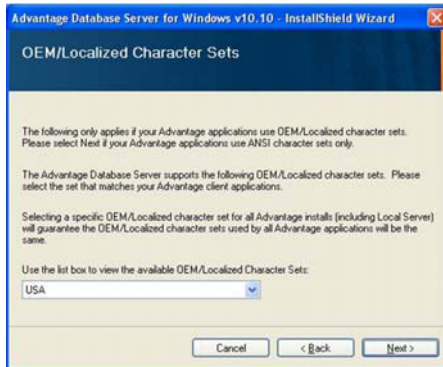 Advantage Database Server for Windows v10.10 - InstallShield Wizard
OEM/Localized Character Sets
The following only applies if your Advantage applications use OEM/Localized character sets.
Please select Next if your Advantage applications use ANSI character sets only.
The Advantage Database Server supports the following OEM/Localized character sets. Please
select the set that matches your Advantage client applications.
Selecting a specific OEM/Localized character set for all Advantage installs (including Local Server)
will guarantee the OEM/Localized character sets used by all Advantage applications will be the
same.
Use the list box to view the available OEM/Localized Character Sets:
USA
Cancel
< Back
Next >